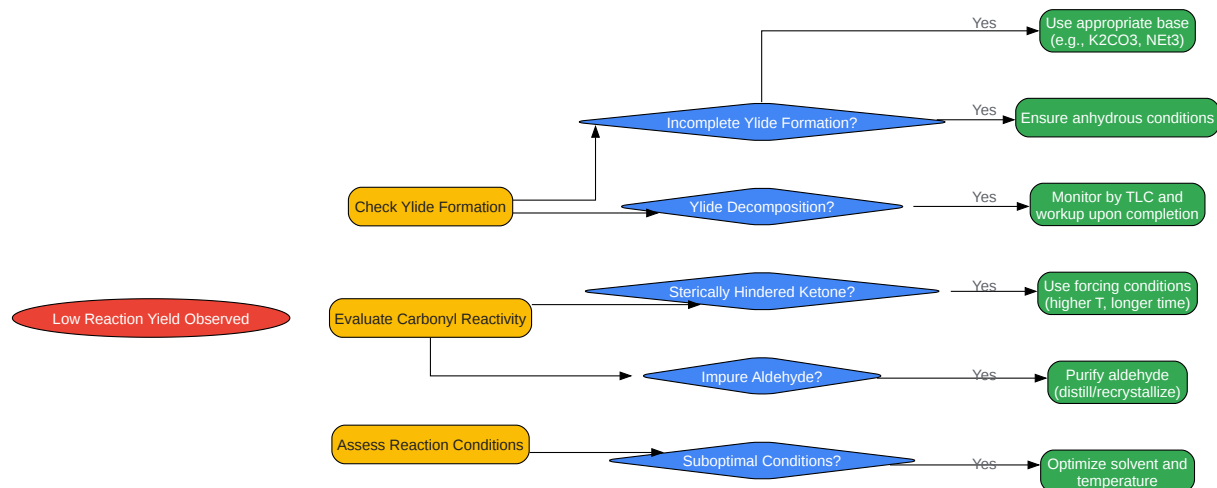 Yes
Use appropriate base
(e.g., K2CO3, NEt3)
Incomplete Ylide Formation?
Yes
Ensure anhydrous conditions
Check Ylide Formation
Ylide Decomposition?
Yes
Monitor by TLC and
workup upon completion
Low Reaction Yield Observed
Evaluate Carbonyl Reactivity
Sterically Hindered Ketone?
Yes
Use forcing conditions
(higher T, longer time)
Impure Aldehyde?
Yes
Purify aldehyde
(distill/recrystallize)
Assess Reaction Conditions
Suboptimal Conditions?
Yes
Optimize solvent and
temperature